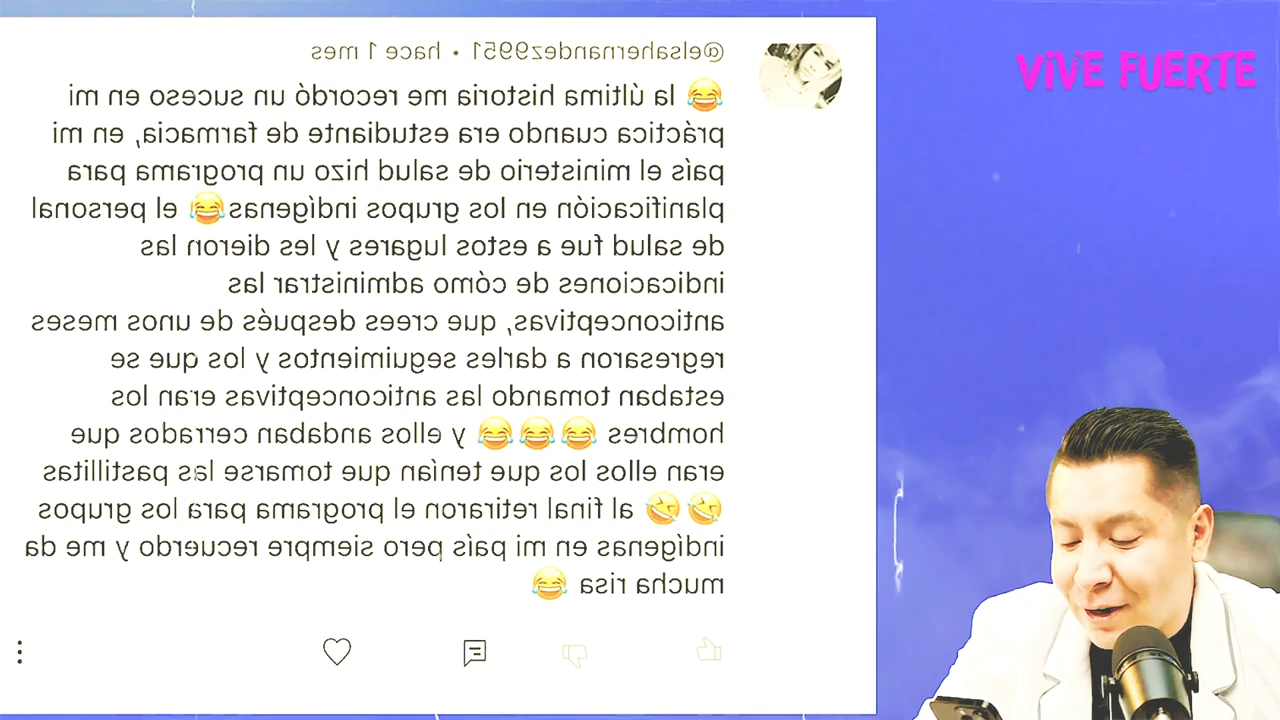 @elsahernandez9951 • hace 1 mes
😂 la última historia me recordó un suceso en mi
práctica cuando era estudiante de farmacia, en mi
país el ministerio de salud hizo un programa para
planificación en los grupos indígenas😂 el personal
de salud fue a estos lugares y les dieron las
indicaciones de cómo administrar las
anticonceptivas, que crees después de unos meses
regresaron a darles seguimientos y los que se
estaban tomando las anticonceptivas eran los
hombres 😂😂😂 y ellos andaban cerrados que
eran ellos los que tenían que tomarse las pastillitas
🤣🤣 al final retiraron el programa para los grupos
indígenas en mi país pero siempre recuerdo y me da
mucha risa 😂
VIVE FUERTE